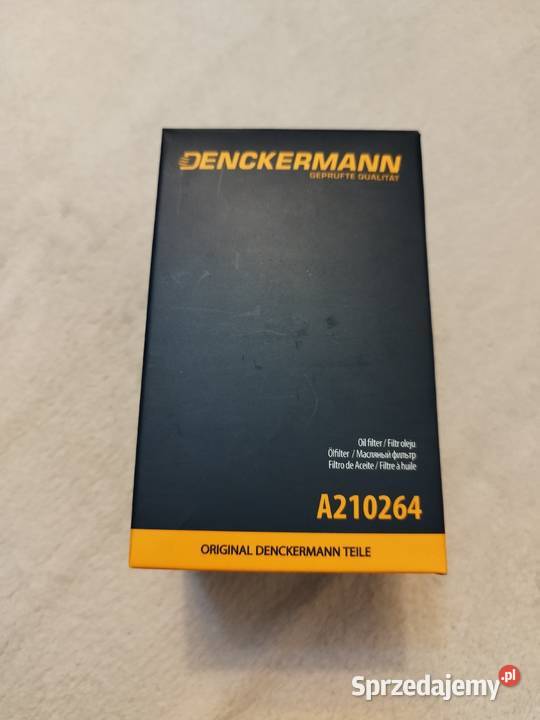 DENCKERMANN
GEPRÜFTE QUALITÄT
Oil filter / Filtr oleju
Ölfilter / Масляный фильтр
Filtro de Aceite / Filtre à huile
A210264
ORIGINAL DENCKERMANN TEILE
Sprzedajemy.pl